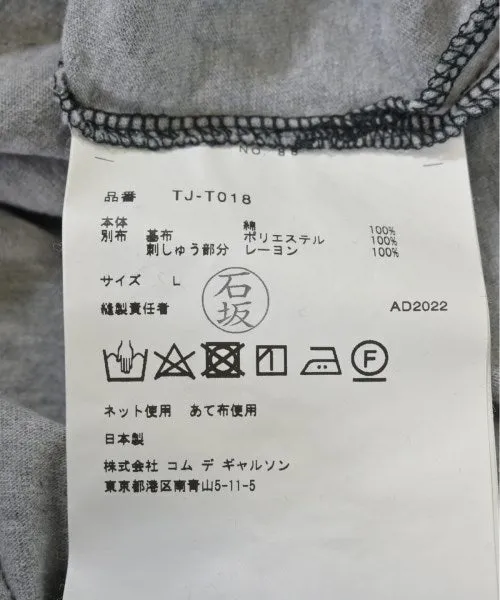 品番 TJ-T018
本体 綿 100%
別布 基布 ポリエステル 100%
刺しゅう部分 レーヨン 100%
サイズ L
縫製責任者 石坂 AD2022
F
ネット使用 あて布使用
日本製
株式会社 コム デ ギャルソン
東京都港区南青山5-11-5